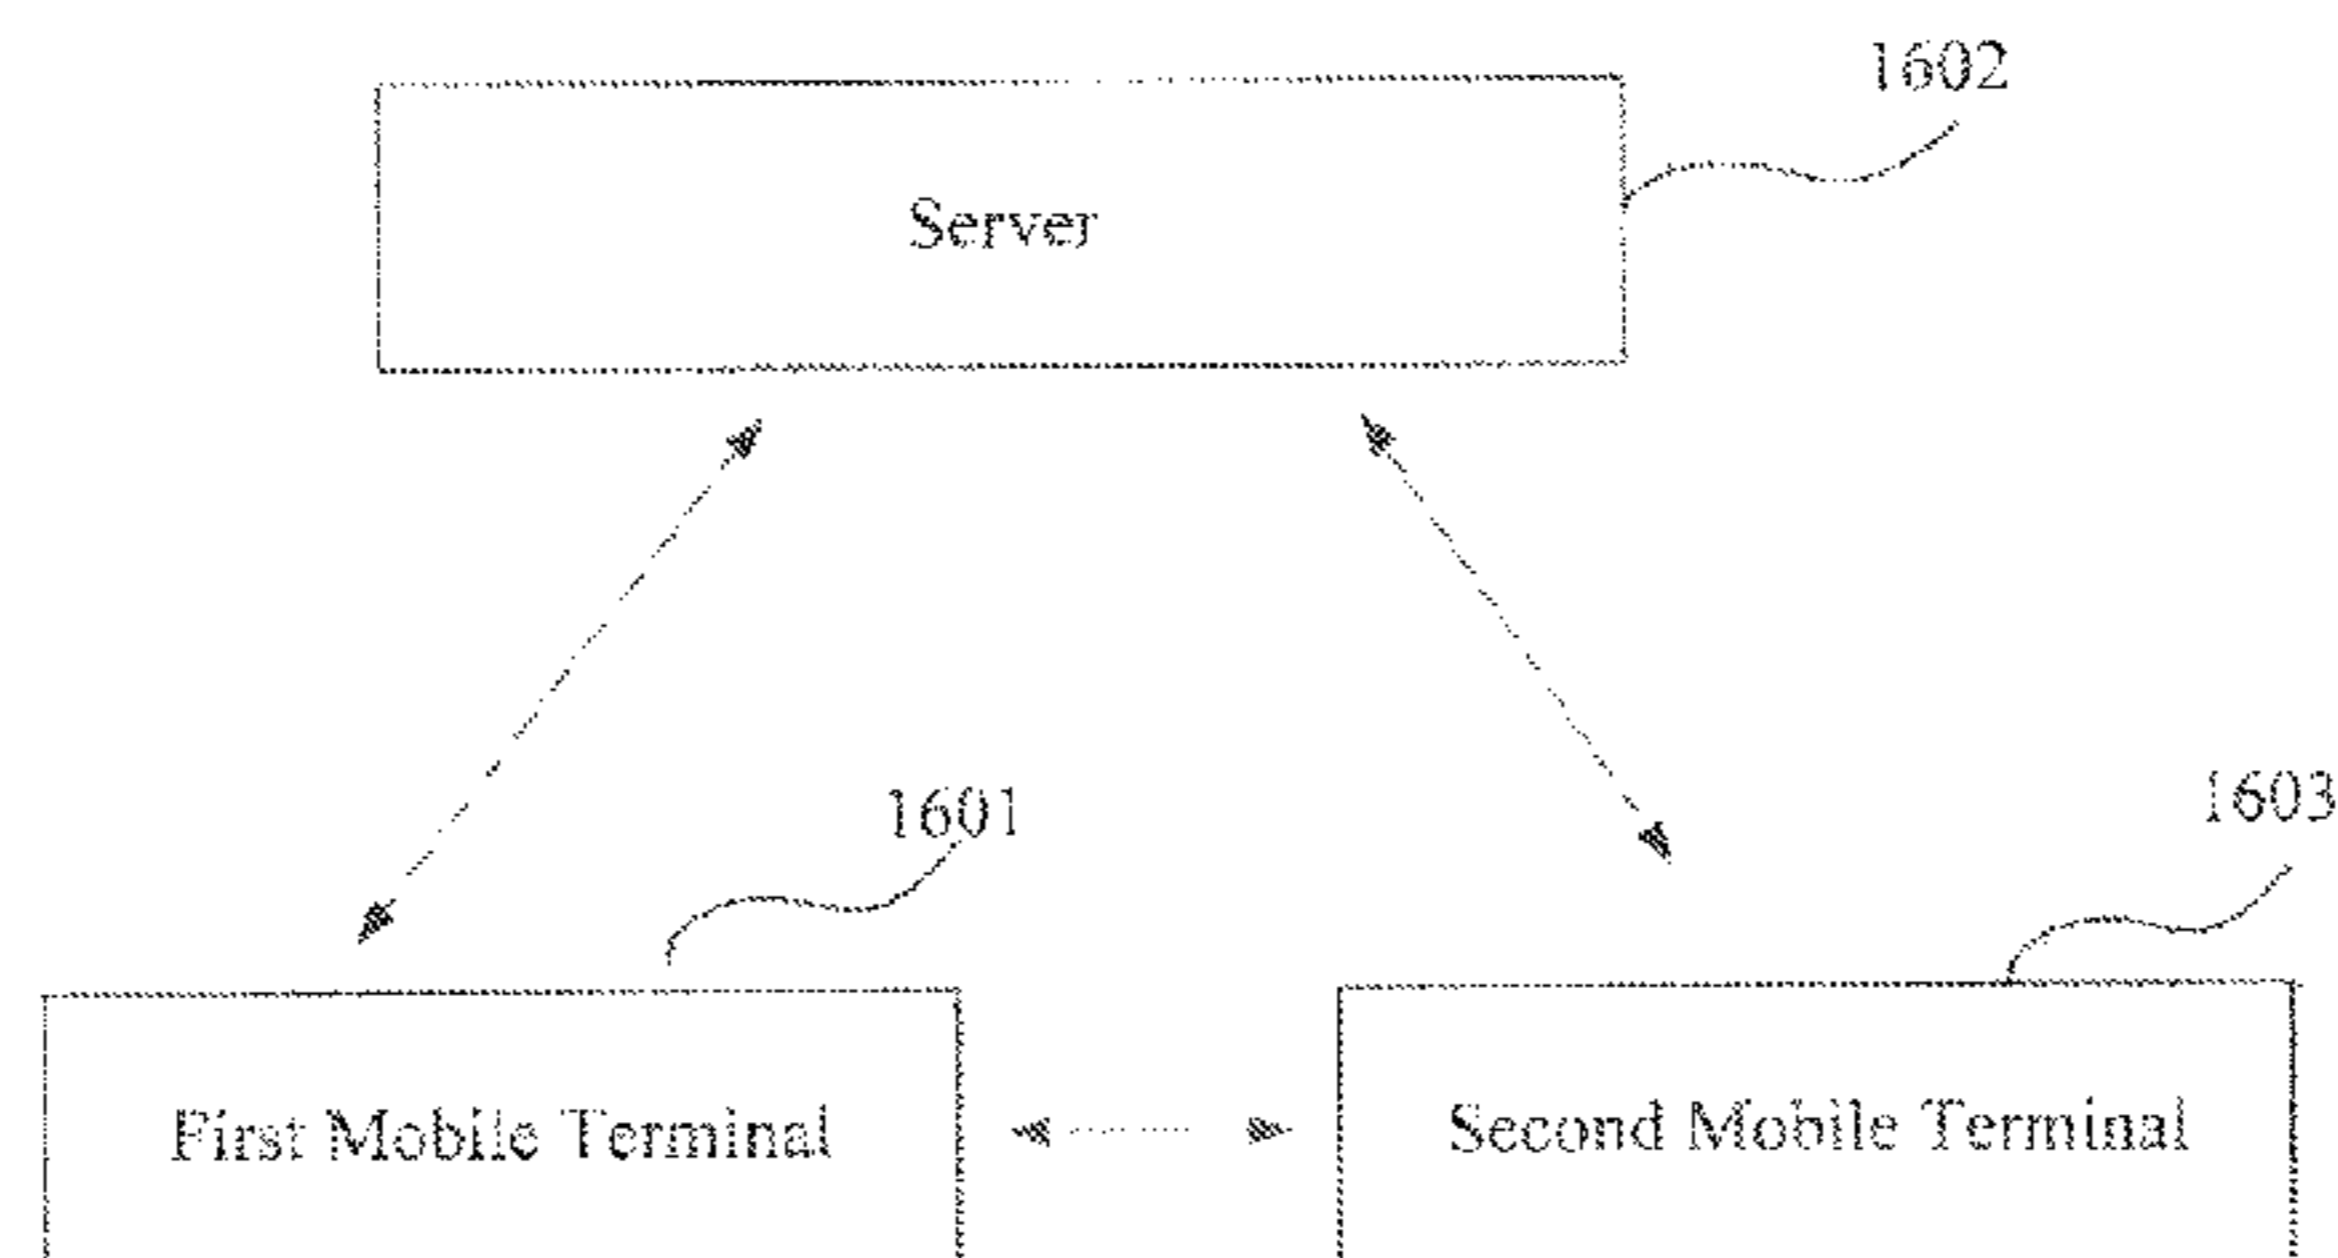 1602
Server
1601
1603
First Mobile Terminal
Second Mobile Terminal